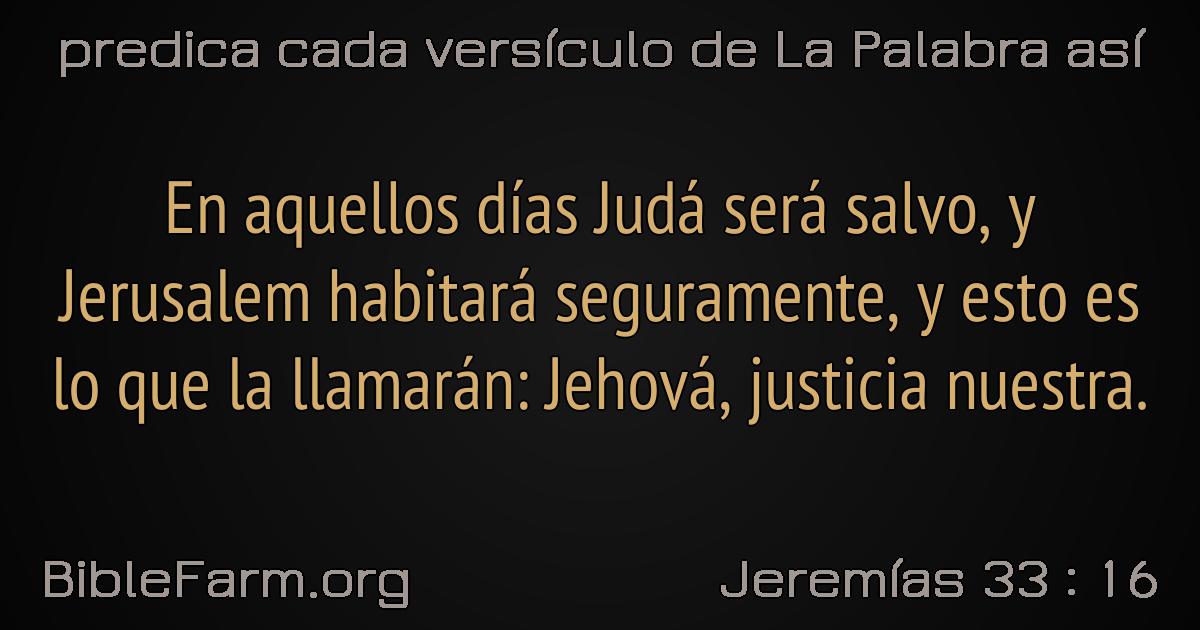 predica cada versículo de La Palabra así
En aquellos días Judá será salvo, y
Jerusalem habitará seguramente, y esto es
lo que la llamarán: Jehová, justicia nuestra.
BibleFarm.org
Jeremías 33 : 16